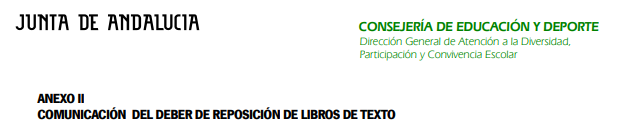 JUNTA DE ANDALUCIA
CONSEJERÍA DE EDUCACIÓN Y DEPORTE
Dirección General de Atención a la Diversidad,
Participación y Convivencia Escolar
ANEXO II
COMUNICACIÓN DEL DEBER DE REPOSICIÓN DE LIBROS DE TEXTO